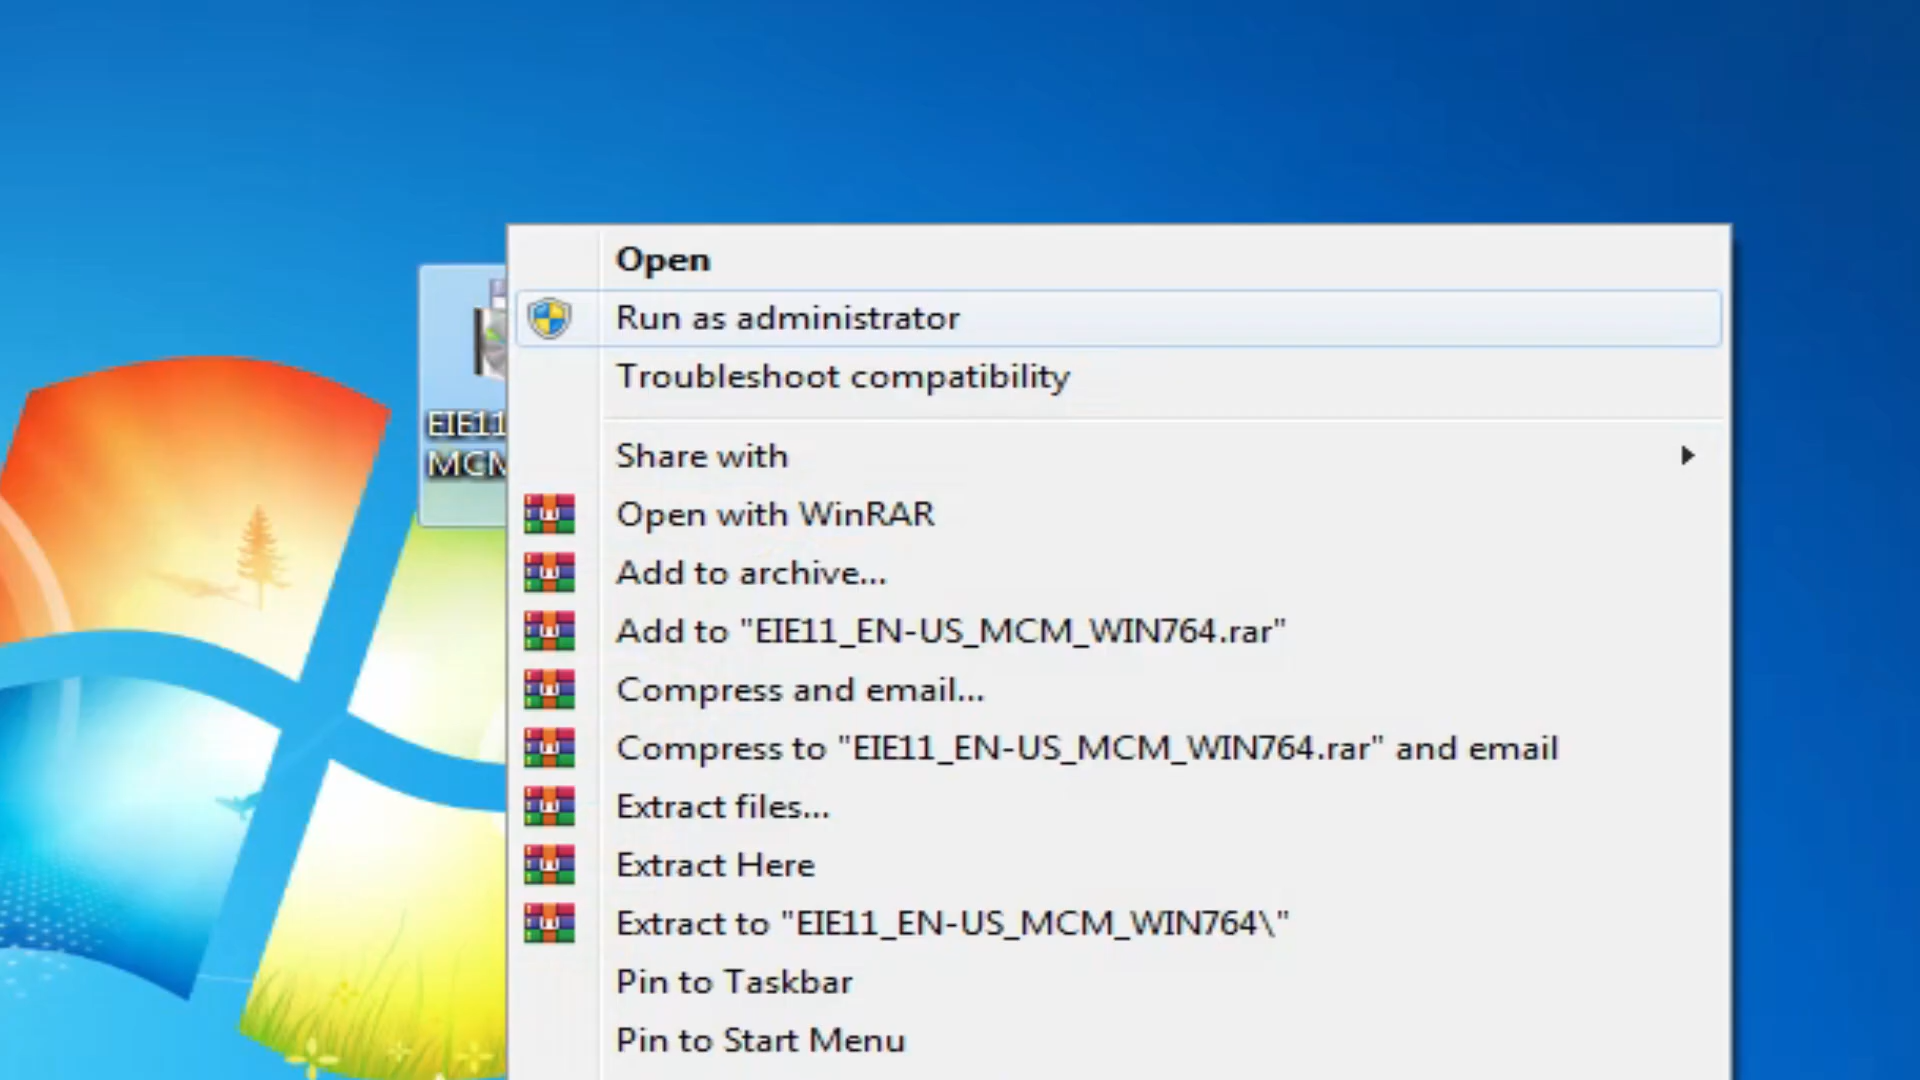 Open
Run as administrator
Troubleshoot compatibility
EIE11
MCM
Share with
Open with WinRAR
Add to archive...
Add to "EIE11_EN-US_MCM_WIN764.rar"
Compress and email...
Compress to "EIE11_EN-US_MCM_WIN764.rar" and email
Extract files...
Extract Here
Extract to "EIE11_EN-US_MCM_WIN764\"
Pin to Taskbar
Pin to Start Menu